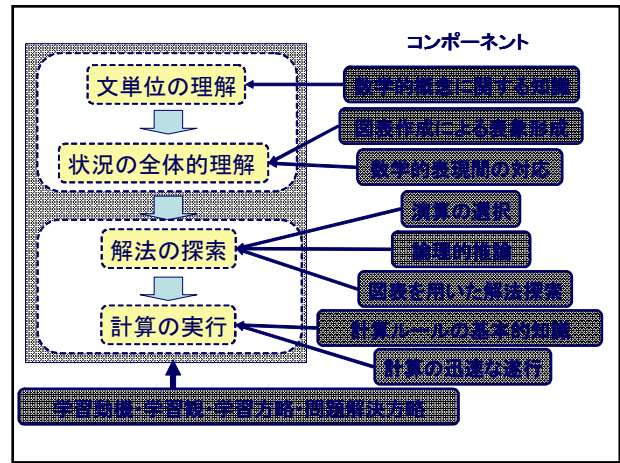 コンポーネント
文単位の理解
数学的概念に関する知識
図表作成による表象形成
状況の全体的理解
数学的表現間の対応
演算の選択
論理的推論
解法の探索
図表を用いた解法探索
計算の実行
計算ルールの基本的知識
計算の迅速な遂行
学習動機・学習観・学習方略・問題解決方略